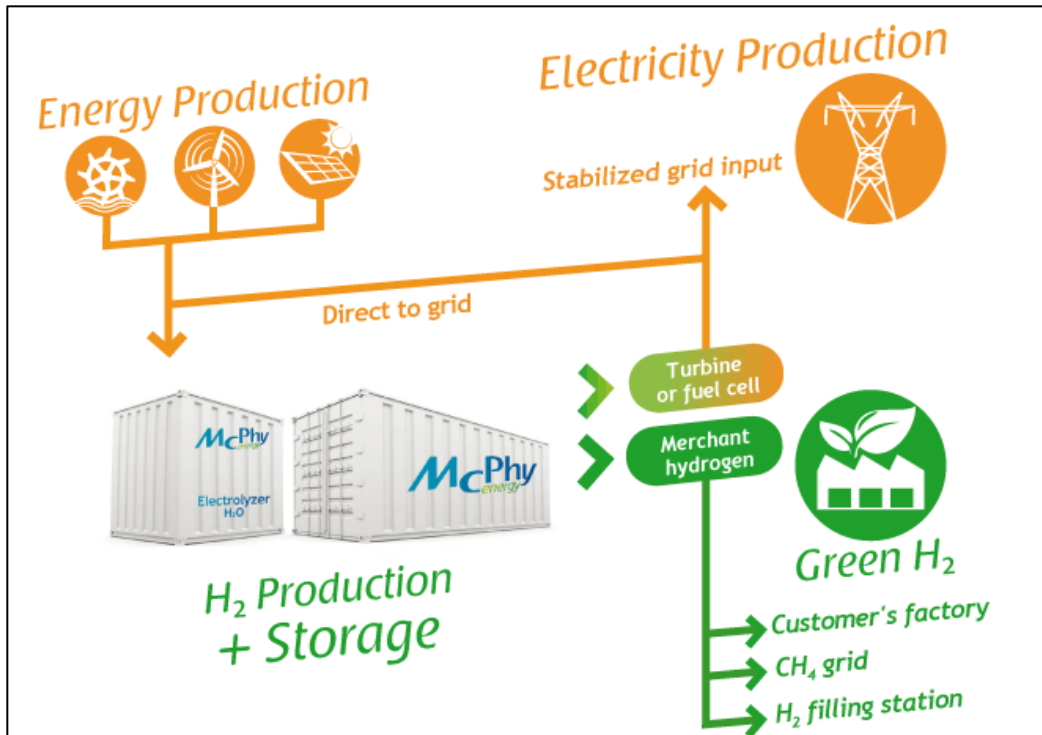 Energy Production
Electricity Production
Stabilized grid input
Direct to grid
Turbine
or fuel cell
Merchant
hydrogen
McPhy
energy
Electrolyzer
H₂O
McPhy
energy
H₂ Production
+ Storage
Green H₂
Customer's factory
CH₄ grid
H₂ filling station